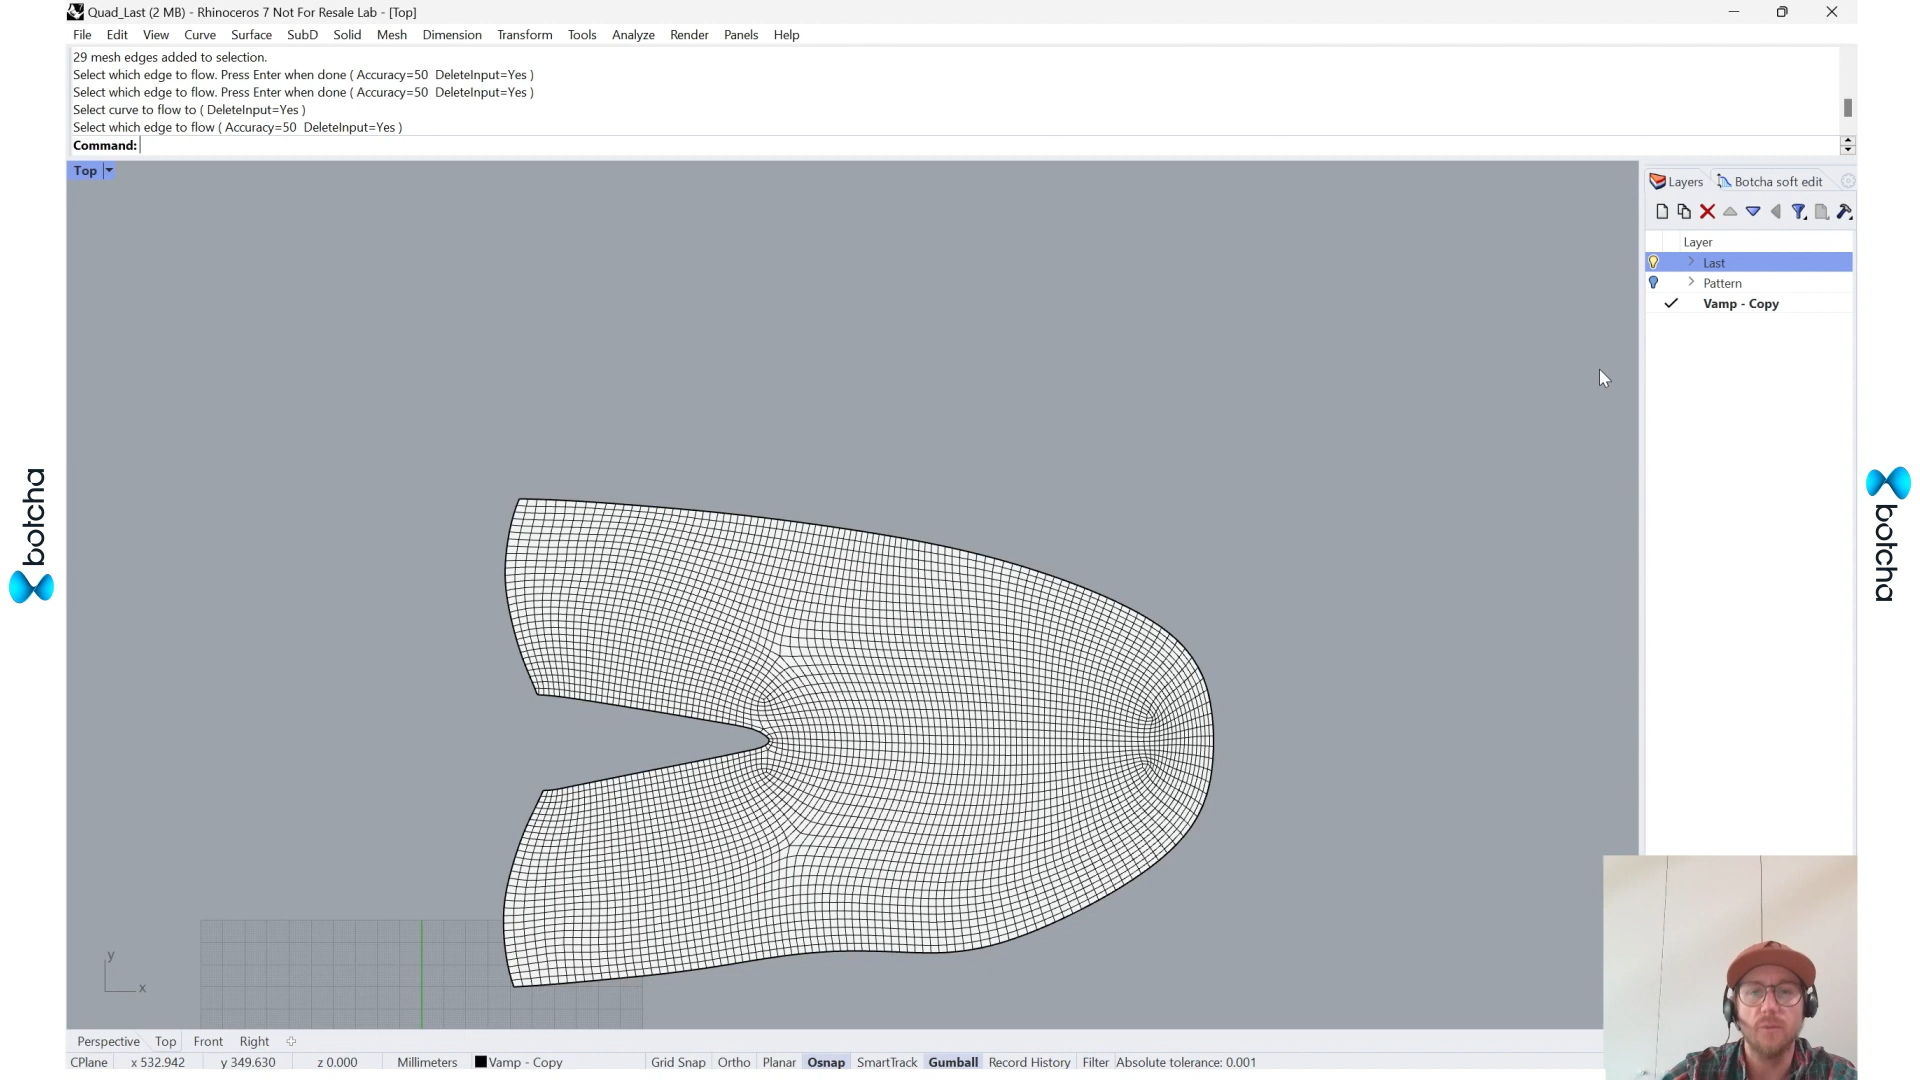 Quad_Last (2 MB) - Rhinoceros 7 Not For Resale Lab - [Top]
File Edit View Curve Surface SubD Solid Mesh Dimension Transform Tools Analyze Render Panels Help
29 mesh edges added to selection.
Select which edge to flow. Press Enter when done ( Accuracy=50 DeleteInput=Yes )
Select which edge to flow. Press Enter when done ( Accuracy=50 DeleteInput=Yes )
Select curve to flow to ( DeleteInput=Yes )
Select which edge to flow ( Accuracy=50 DeleteInput=Yes )
Command:
Top
Layers Botcha soft edit
Layer
Last
Pattern
Vamp - Copy
botcha
botcha
y
x
Perspective Top Front Right
CPlane x 532.942 y 349.630 z 0.000 Millimeters Vamp - Copy Grid Snap Ortho Planar Osnap SmartTrack Gumball Record History Filter Absolute tolerance: 0.001